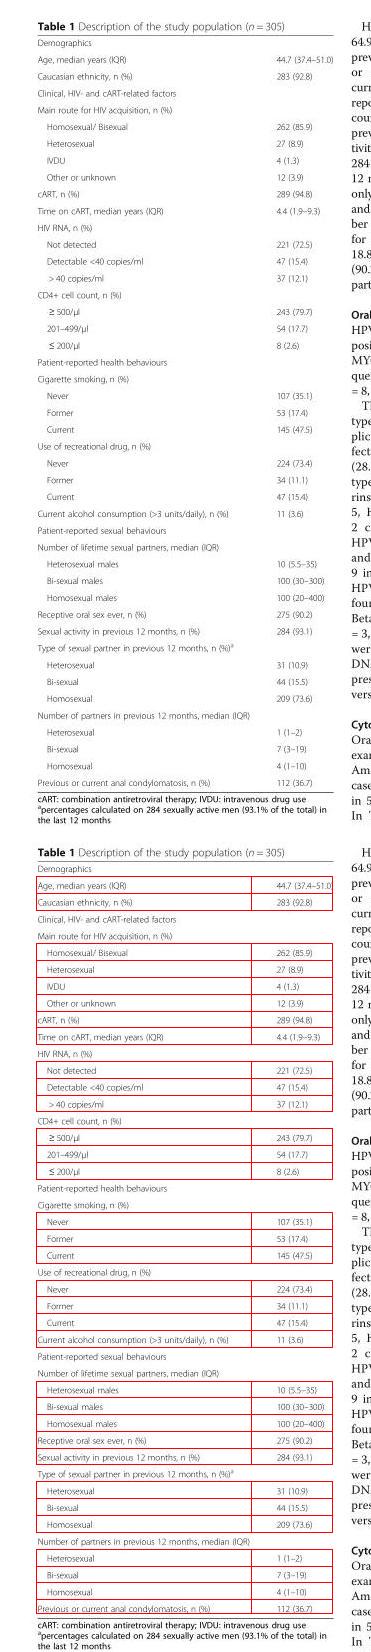 Table 1 Description of the study population (n = 305)
Demographics
Age, median years (IQR) 44.7 (37.4–51.0)
Caucasian ethnicity, n (%) 283 (92.8)
Clinical, HIV- and cART-related factors
Main route for HIV acquisition, n (%)
Homosexual/ Bisexual 262 (85.9)
Heterosexual 27 (8.9)
IVDU 4 (1.3)
Other or unknown 12 (3.9)
cART, n (%) 289 (94.8)
Time on cART, median years (IQR) 4.4 (1.9–9.3)
HIV RNA, n (%)
Not detected 221 (72.5)
Detectable <40 copies/ml 47 (15.4)
> 40 copies/ml 37 (12.1)
CD4+ cell count, n (%)
≥ 500/μl 243 (79.7)
201–499/μl 54 (17.7)
≤ 200/μl 8 (2.6)
Patient-reported health behaviours
Cigarette smoking, n (%)
Never 107 (35.1)
Former 53 (17.4)
Current 145 (47.5)
Use of recreational drug, n (%)
Never 224 (73.4)
Former 34 (11.1)
Current 47 (15.4)
Current alcohol consumption (>3 units/daily), n (%) 11 (3.6)
Patient-reported sexual behaviours
Number of lifetime sexual partners, median (IQR)
Heterosexual males 10 (5.5–35)
Bi-sexual males 100 (30–300)
Homosexual males 100 (20–400)
Receptive oral sex ever, n (%) 275 (90.2)
Sexual activity in previous 12 months, n (%) 284 (93.1)
Type of sexual partner in previous 12 months, n (%)ᵃ
Heterosexual 31 (10.9)
Bi-sexual 44 (15.5)
Homosexual 209 (73.6)
Number of partners in previous 12 months, median (IQR)
Heterosexual 1 (1–2)
Bi-sexual 7 (3–19)
Homosexual 4 (1–10)
Previous or current anal condylomatosis, n (%) 112 (36.7)
cART: combination antiretroviral therapy; IVDU: intravenous drug use
ᵃpercentages calculated on 284 sexually active men (93.1% of the total) in
the last 12 months
Table 1 Description of the study population (n = 305)
Demographics
Age, median years (IQR) 44.7 (37.4–51.0)
Caucasian ethnicity, n (%) 283 (92.8)
Clinical, HIV- and cART-related factors
Main route for HIV acquisition, n (%)
Homosexual/ Bisexual 262 (85.9)
Heterosexual 27 (8.9)
IVDU 4 (1.3)
Other or unknown 12 (3.9)
cART, n (%) 289 (94.8)
Time on cART, median years (IQR) 4.4 (1.9–9.3)
HIV RNA, n (%)
Not detected 221 (72.5)
Detectable <40 copies/ml 47 (15.4)
> 40 copies/ml 37 (12.1)
CD4+ cell count, n (%)
≥ 500/μl 243 (79.7)
201–499/μl 54 (17.7)
≤ 200/μl 8 (2.6)
Patient-reported health behaviours
Cigarette smoking, n (%)
Never 107 (35.1)
Former 53 (17.4)
Current 145 (47.5)
Use of recreational drug, n (%)
Never 224 (73.4)
Former 34 (11.1)
Current 47 (15.4)
Current alcohol consumption (>3 units/daily), n (%) 11 (3.6)
Patient-reported sexual behaviours
Number of lifetime sexual partners, median (IQR)
Heterosexual males 10 (5.5–35)
Bi-sexual males 100 (30–300)
Homosexual males 100 (20–400)
Receptive oral sex ever, n (%) 275 (90.2)
Sexual activity in previous 12 months, n (%) 284 (93.1)
Type of sexual partner in previous 12 months, n (%)ᵃ
Heterosexual 31 (10.9)
Bi-sexual 44 (15.5)
Homosexual 209 (73.6)
Number of partners in previous 12 months, median (IQR)
Heterosexual 1 (1–2)
Bi-sexual 7 (3–19)
Homosexual 4 (1–10)
Previous or current anal condylomatosis, n (%) 112 (36.7)
cART: combination antiretroviral therapy; IVDU: intravenous drug use
ᵃpercentages calculated on 284 sexually active men (93.1% of the total) in
the last 12 months